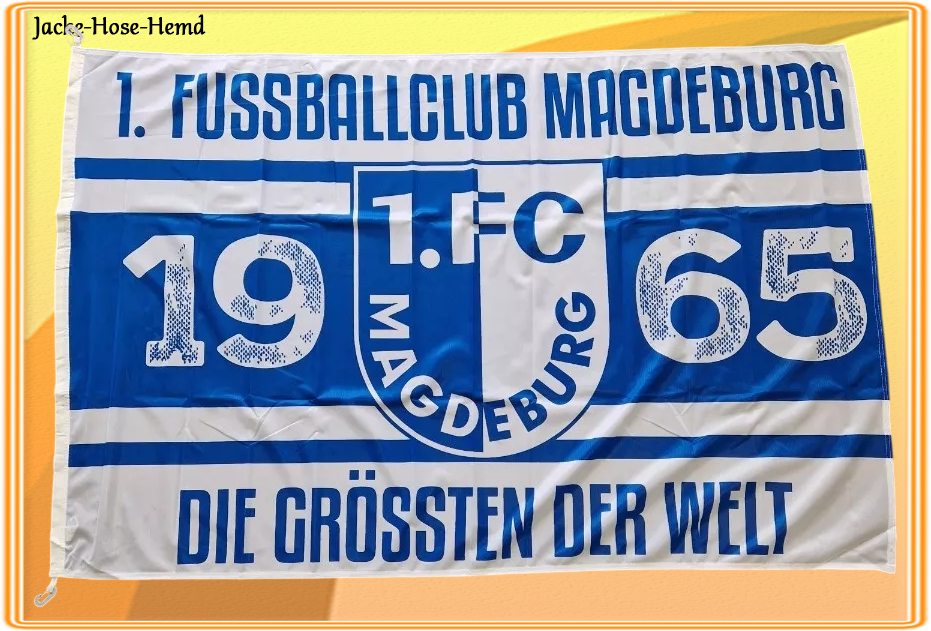 Jacke-Hose-Hemd
1. FUSSBALLCLUB MAGDEBURG
19 65
1.FC
MAGDEBURG
DIE GRÖSSTEN DER WELT